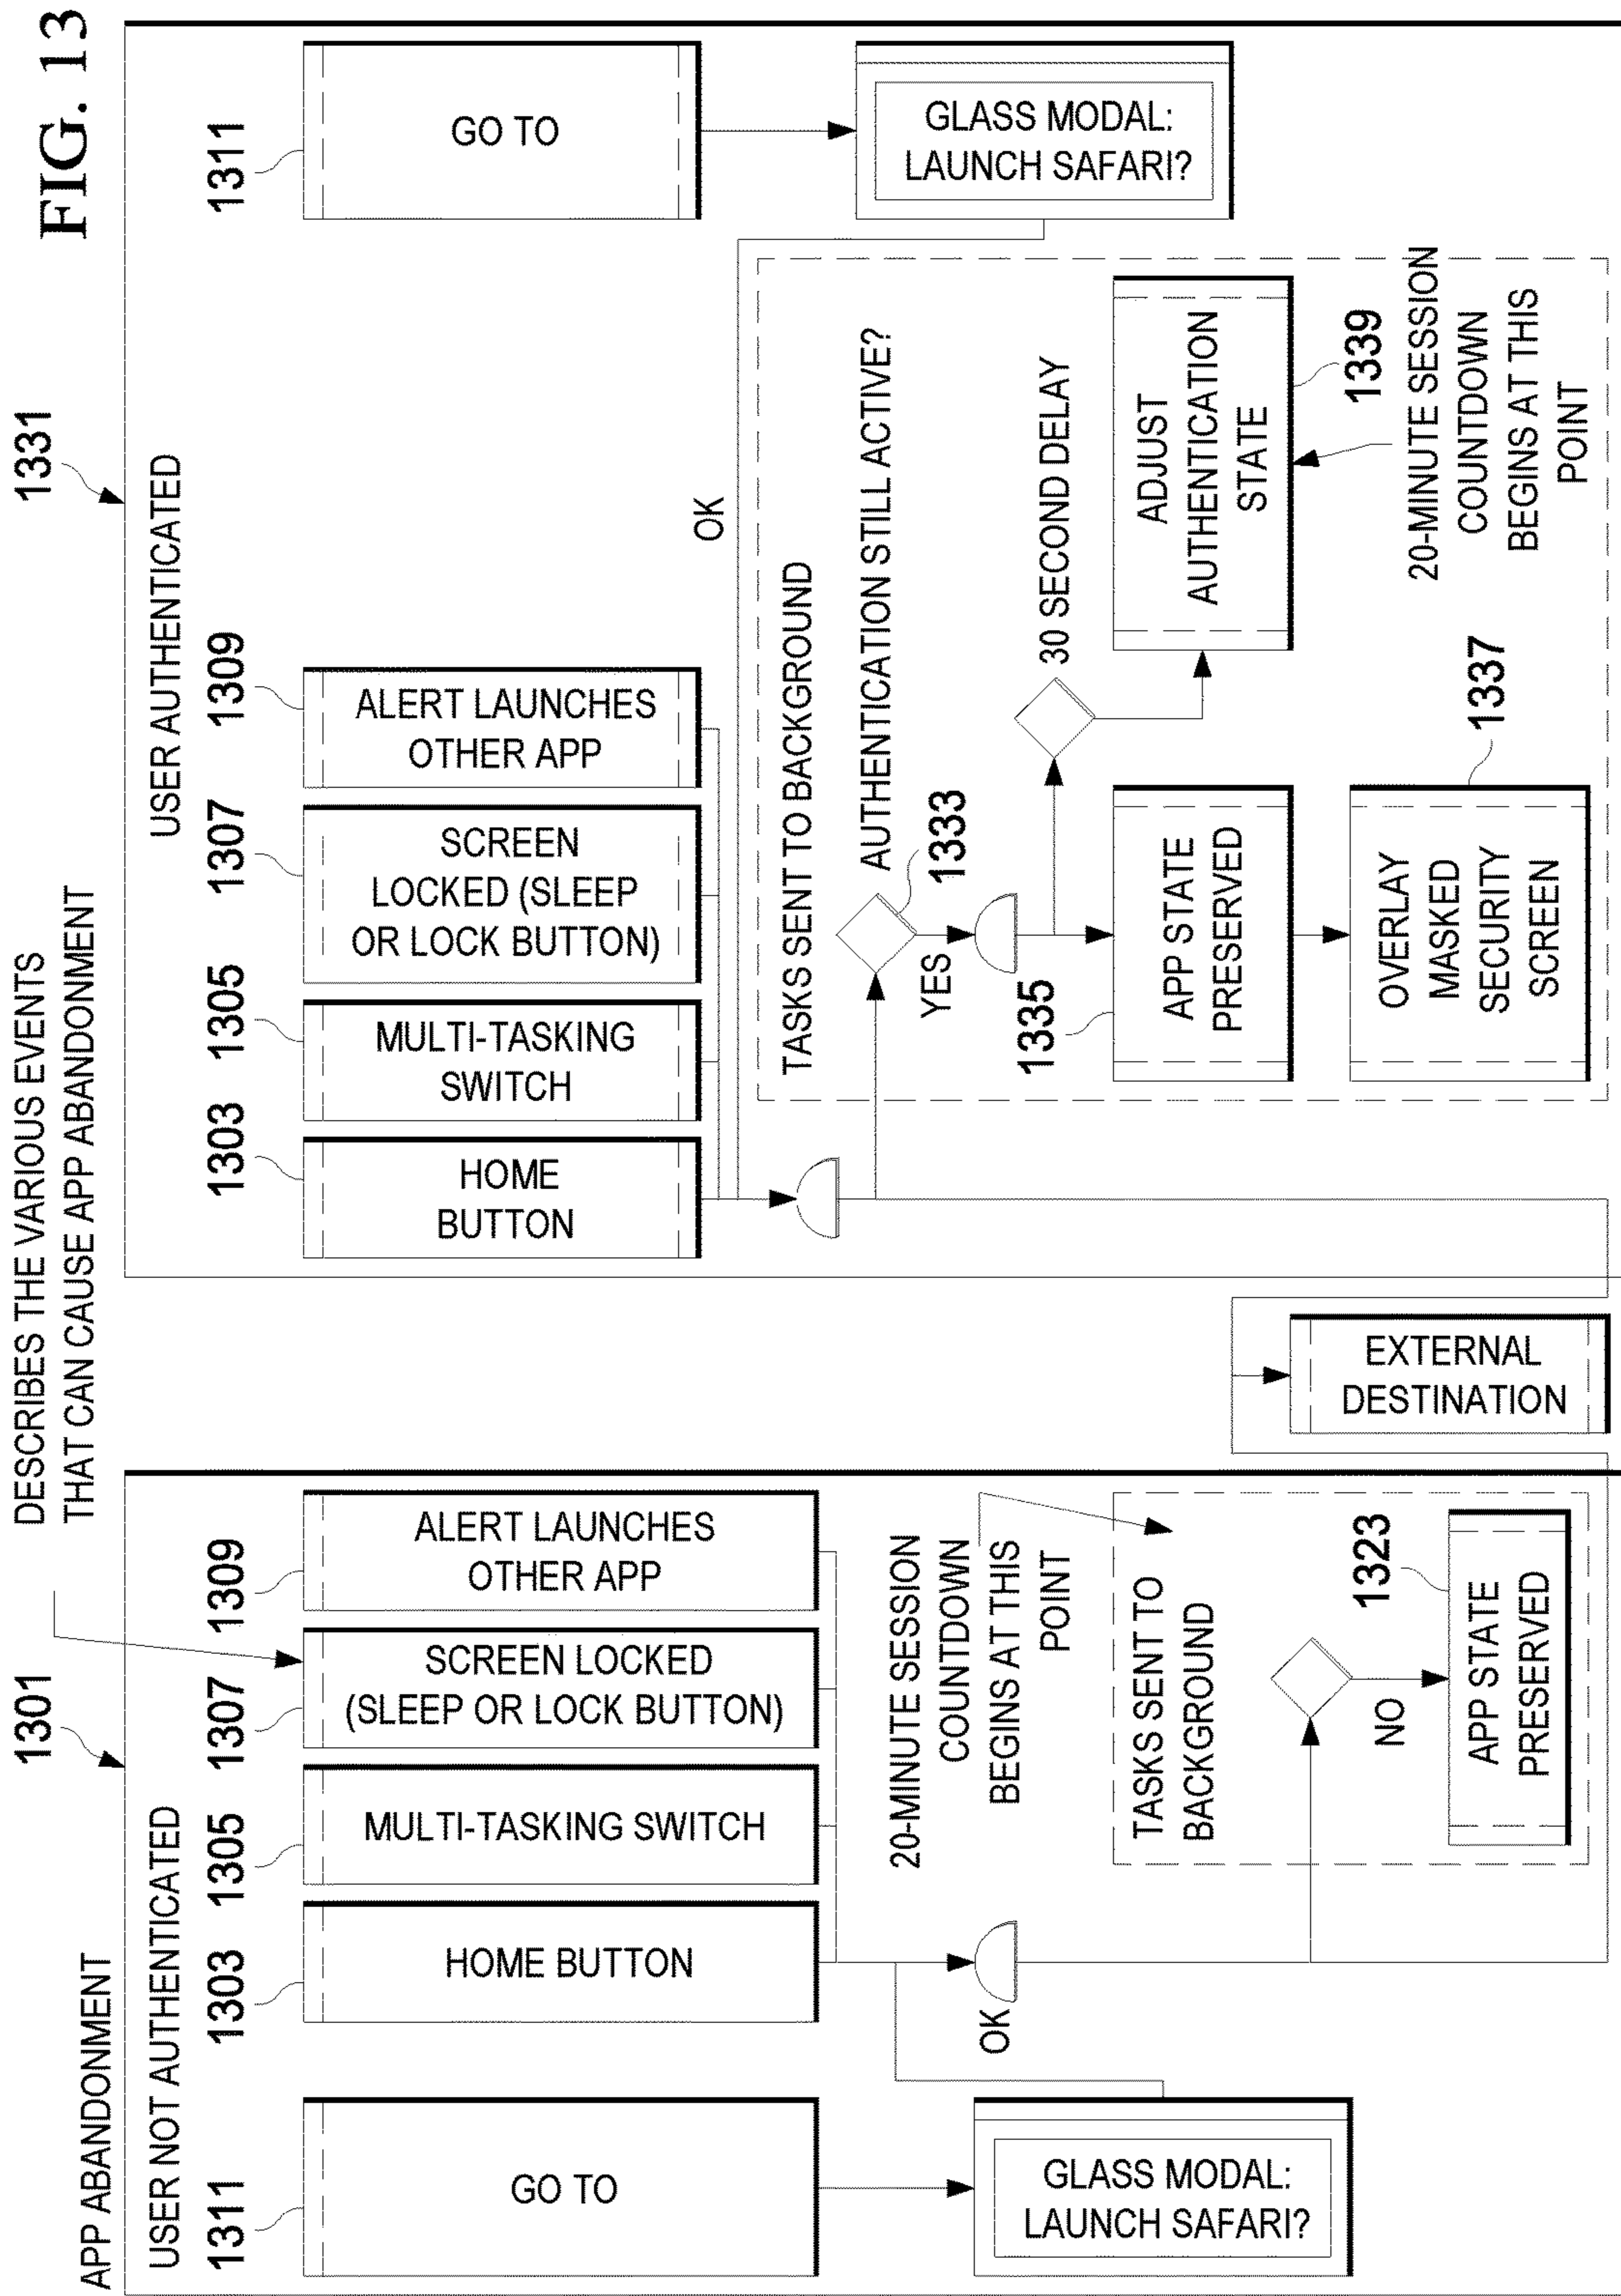 FIG. 13
DESCRIBES THE VARIOUS EVENTS
THAT CAN CAUSE APP ABANDONMENT
APP ABANDONMENT
1301
USER NOT AUTHENTICATED
1311
GO TO
1303
HOME BUTTON
1305
MULTI-TASKING SWITCH
1307
SCREEN LOCKED
(SLEEP OR LOCK BUTTON)
1309
ALERT LAUNCHES
OTHER APP
GLASS MODAL:
LAUNCH SAFARI?
OK
20-MINUTE SESSION
COUNTDOWN
BEGINS AT THIS
POINT
TASKS SENT TO
BACKGROUND
NO
1323
APP STATE
PRESERVED
EXTERNAL
DESTINATION
1331
USER AUTHENTICATED
1303
HOME
BUTTON
1305
MULTI-TASKING
SWITCH
1307
SCREEN
LOCKED (SLEEP
OR LOCK BUTTON)
1309
ALERT LAUNCHES
OTHER APP
1311
GO TO
GLASS MODAL:
LAUNCH SAFARI?
OK
TASKS SENT TO BACKGROUND
AUTHENTICATION STILL ACTIVE?
1333
YES
30 SECOND DELAY
1335
APP STATE
PRESERVED
ADJUST
AUTHENTICATION
STATE
1339
1337
OVERLAY
MASKED
SECURITY
SCREEN
20-MINUTE SESSION
COUNTDOWN
BEGINS AT THIS
POINT